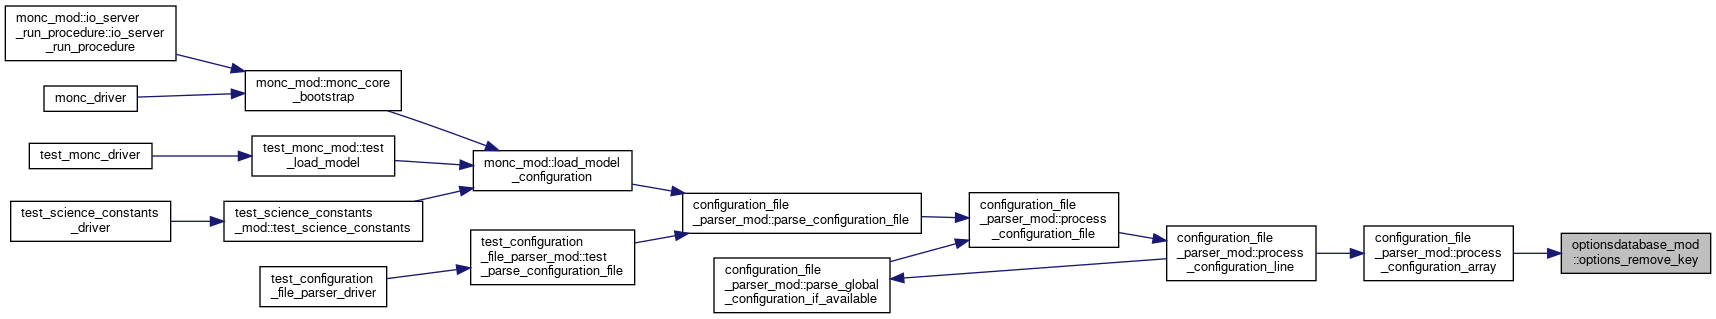 monc_mod::io_server
_run_procedure::io_server
_run_procedure
monc_driver
monc_mod::monc_core
_bootstrap
test_monc_driver
test_monc_mod::test
_load_model
test_science_constants
_driver
test_science_constants
_mod::test_science_constants
monc_mod::load_model
_configuration
test_configuration
_file_parser_driver
test_configuration
_file_parser_mod::test
_parse_configuration_file
configuration_file
_parser_mod::parse_configuration_file
configuration_file
_parser_mod::parse_global
_configuration_if_available
configuration_file
_parser_mod::process
_configuration_file
configuration_file
_parser_mod::process
_configuration_line
configuration_file
_parser_mod::process
_configuration_array
optionsdatabase_mod
::options_remove_key